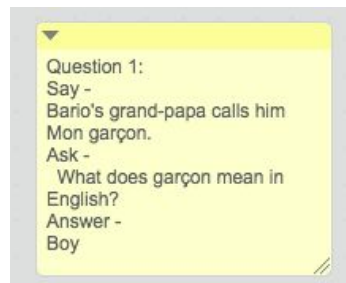 Question 1:
Say -
Bario's grand-papa calls him
Mon garçon.
Ask -
What does garçon mean in
English?
Answer -
Boy